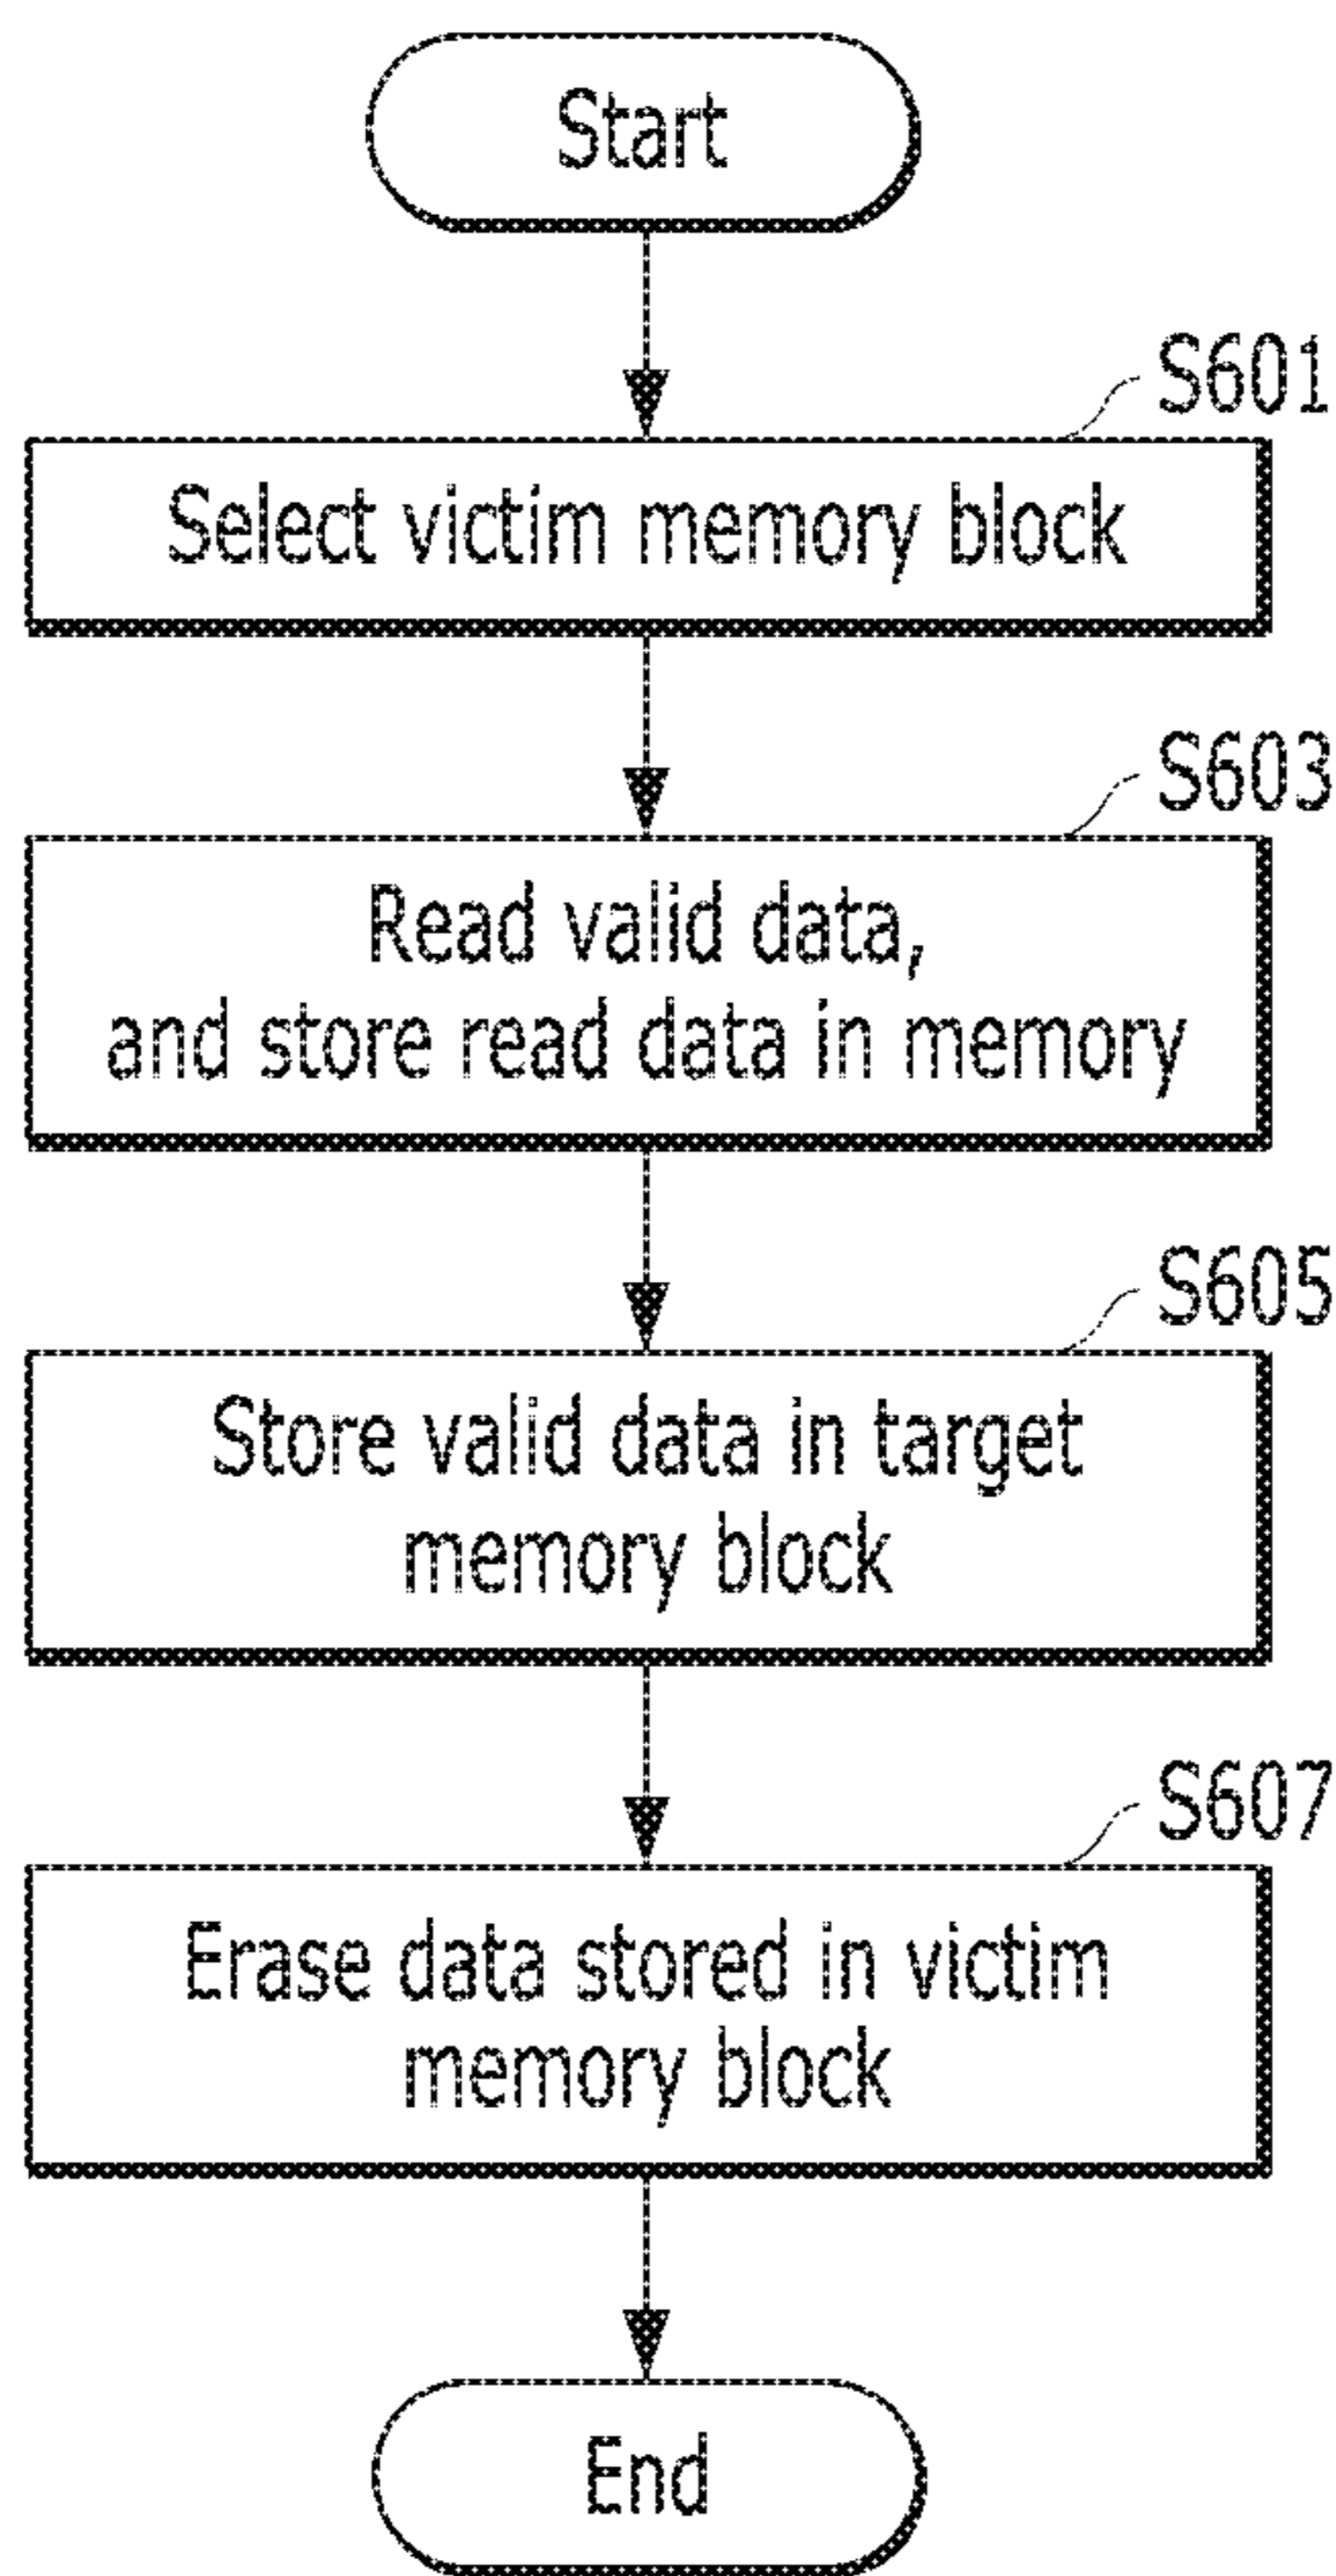 Start
S601
Select victim memory block
S603
Read valid data,
and store read data in memory
S605
Store valid data in target
memory block
S607
Erase data stored in victim
memory block
End